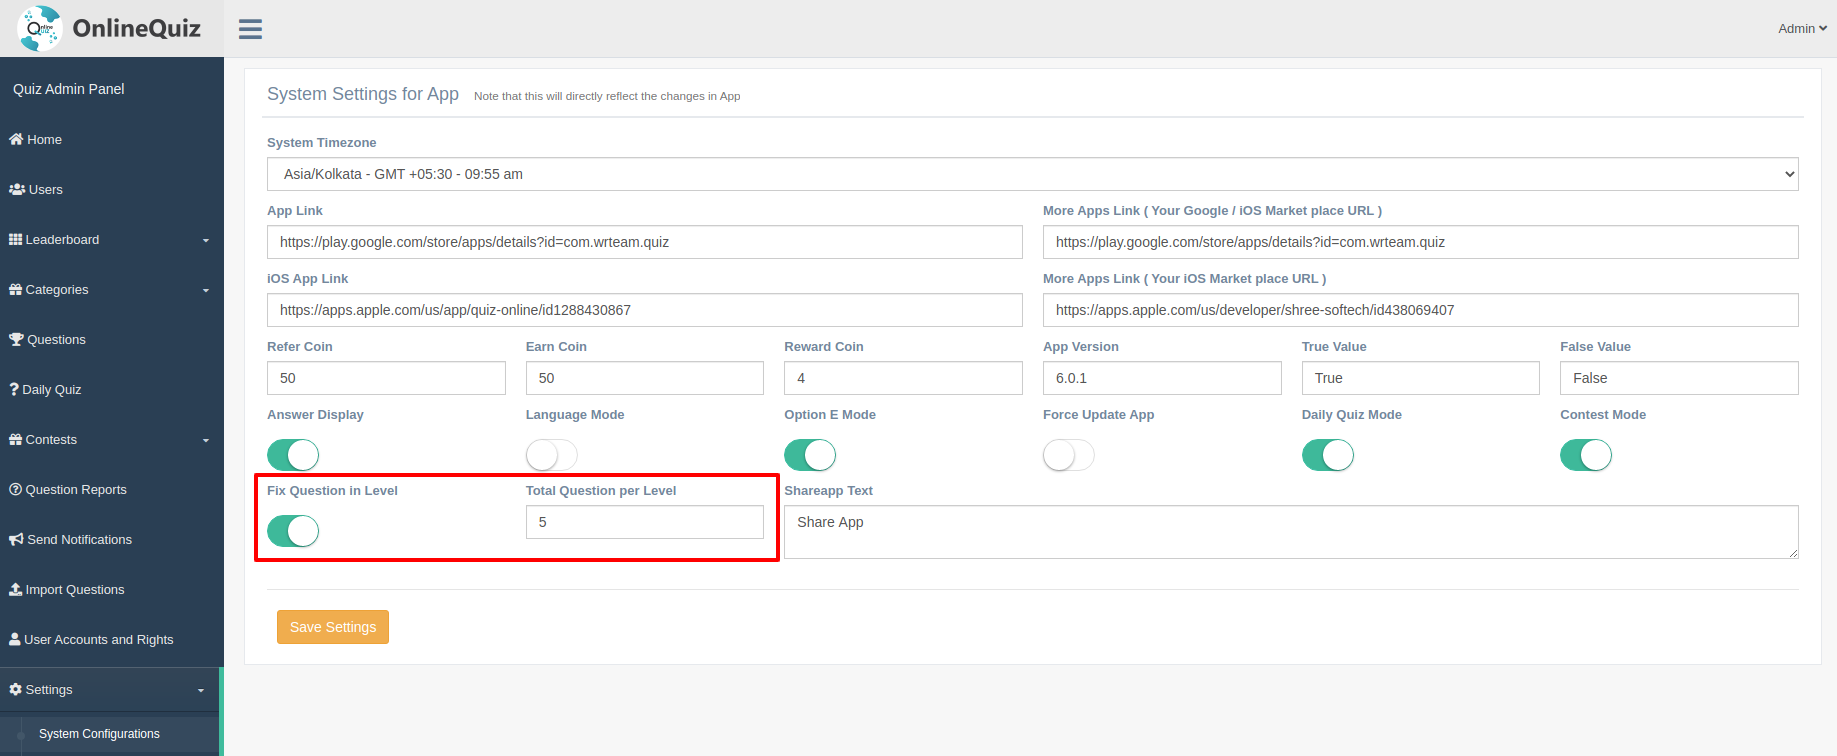 Online
Quiz
OnlineQuiz
Admin
Quiz Admin Panel
Home
Users
Leaderboard
Categories
Questions
Daily Quiz
Contests
Question Reports
Send Notifications
Import Questions
User Accounts and Rights
Settings
System Configurations
System Settings for App Note that this will directly reflect the changes in App
System Timezone
Asia/Kolkata - GMT +05:30 - 09:55 am
App Link More Apps Link ( Your Google / iOS Market place URL )
https://play.google.com/store/apps/details?id=com.wrteam.quiz https://play.google.com/store/apps/details?id=com.wrteam.quiz
iOS App Link More Apps Link ( Your iOS Market place URL )
https://apps.apple.com/us/app/quiz-online/id1288430867 https://apps.apple.com/us/developer/shree-softech/id438069407
Refer Coin Earn Coin Reward Coin App Version True Value False Value
50 50 4 6.0.1 True False
Answer Display Language Mode Option E Mode Force Update App Daily Quiz Mode Contest Mode
Fix Question in Level Total Question per Level Shareapp Text
5 Share App
Save Settings